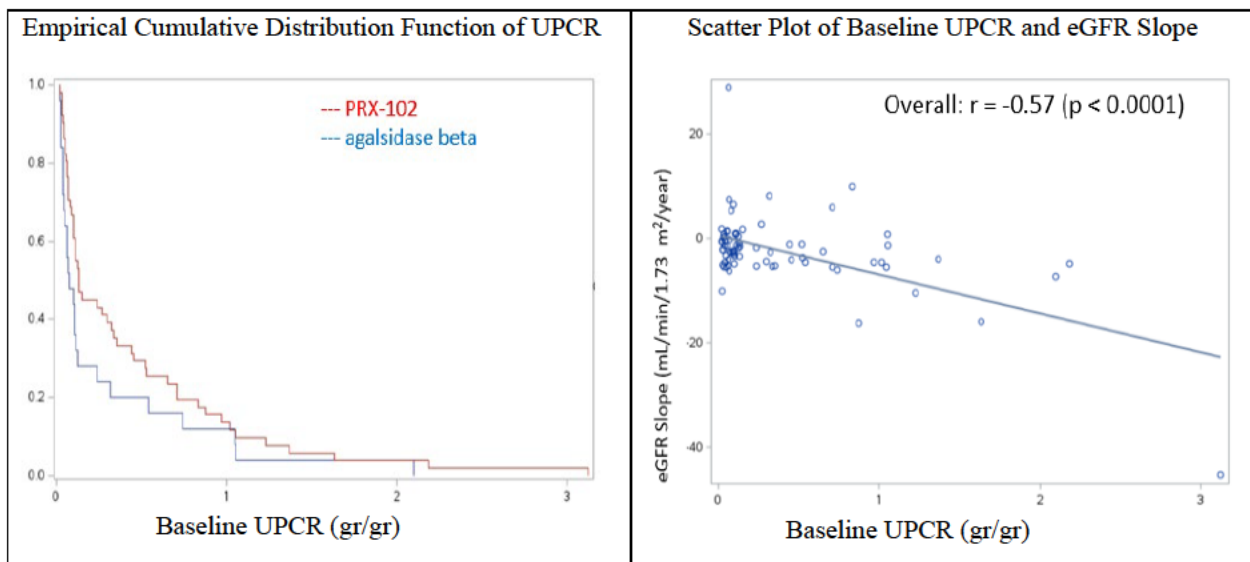 Empirical Cumulative Distribution Function of UPCR
1.0
0.8
0.6
0.4
0.2
0.0
--- PRX-102
--- agalsidase beta
0
1
2
3
Baseline UPCR (gr/gr)
Scatter Plot of Baseline UPCR and eGFR Slope
Overall: r = -0.57 (p < 0.0001)
eGFR Slope (mL/min/1.73 m²/year)
20
0
-20
-40
0
1
2
3
Baseline UPCR (gr/gr)